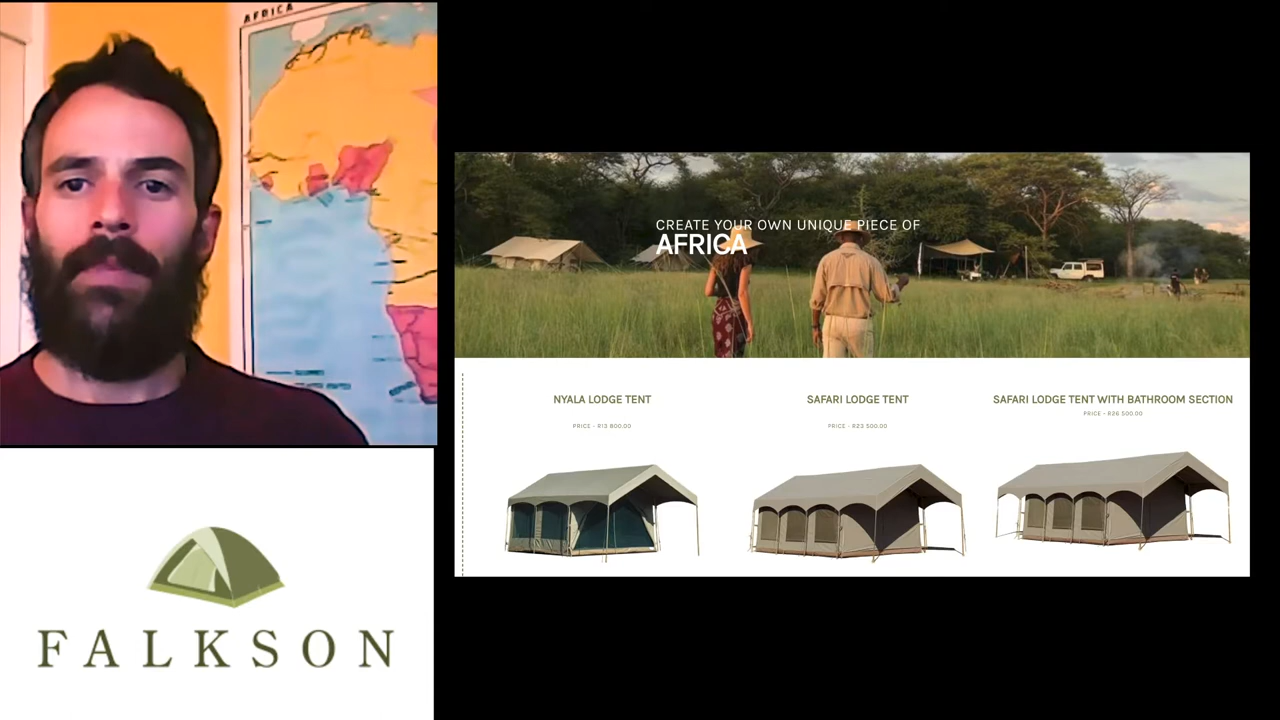 AFRICA
CREATE YOUR OWN UNIQUE PIECE OF
AFRICA
NYALA LODGE TENT
PRICE - R13 800.00
SAFARI LODGE TENT
PRICE - R23 500.00
SAFARI LODGE TENT WITH BATHROOM SECTION
PRICE - R26 500.00
FALKSON